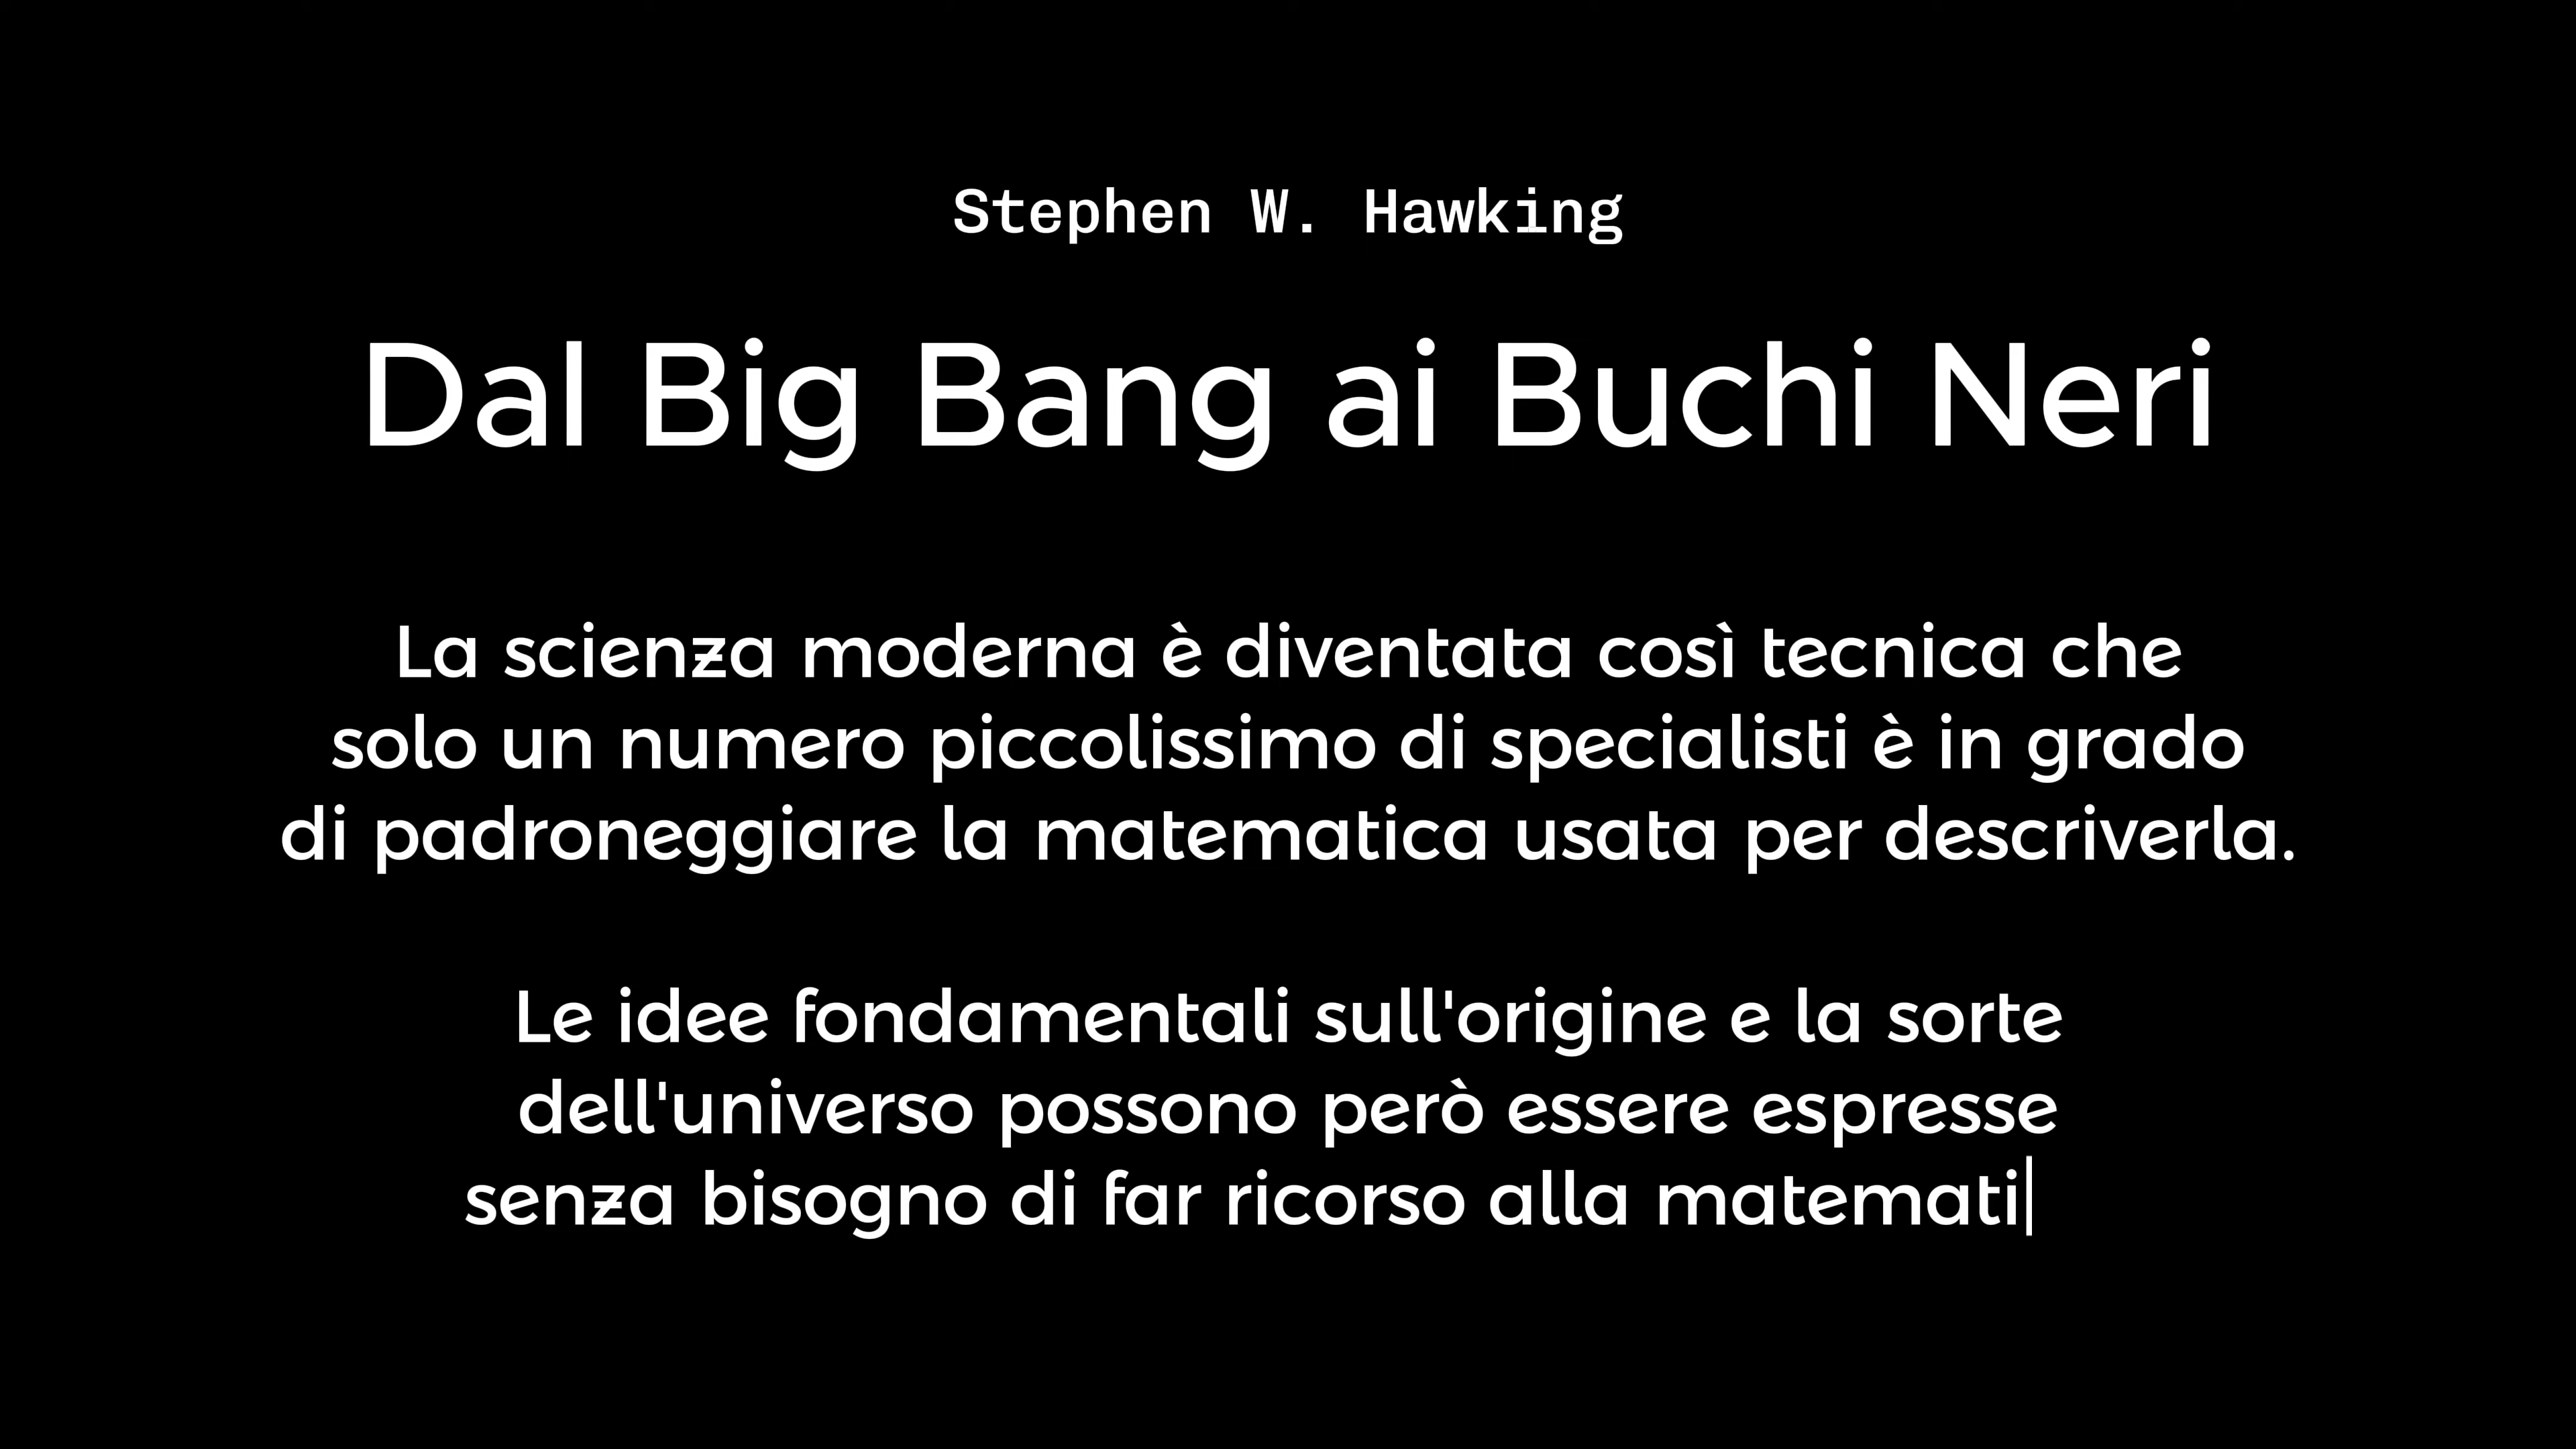 Stephen W. Hawking
Dal Big Bang ai Buchi Neri
La scienza moderna è diventata così tecnica che
solo un numero piccolissimo di specialisti è in grado
di padroneggiare la matematica usata per descriverla.
Le idee fondamentali sull'origine e la sorte
dell'universo possono però essere espresse
senza bisogno di far ricorso alla matemati